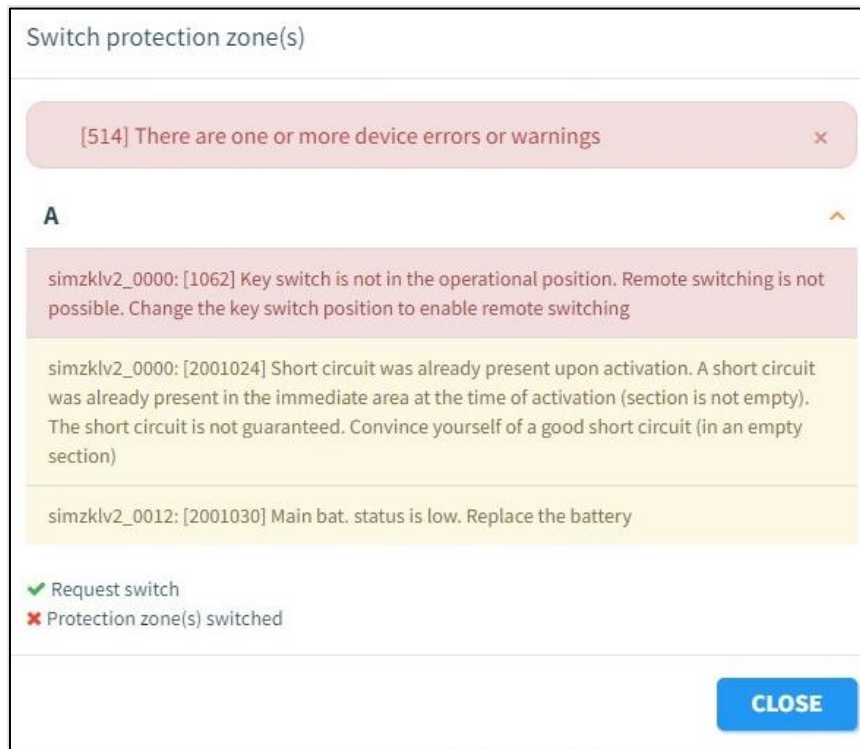 Switch protection zone(s)
[514] There are one or more device errors or warnings ×
A
simzklv2_0000: [1062] Key switch is not in the operational position. Remote switching is not
possible. Change the key switch position to enable remote switching
simzklv2_0000: [2001024] Short circuit was already present upon activation. A short circuit
was already present in the immediate area at the time of activation (section is not empty).
The short circuit is not guaranteed. Convince yourself of a good short circuit (in an empty
section)
simzklv2_0012: [2001030] Main bat. status is low. Replace the battery
Request switch
Protection zone(s) switched
CLOSE